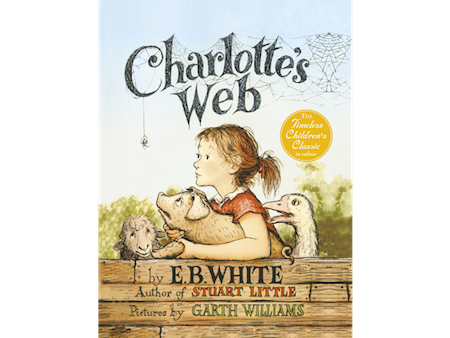 Charlotte's
Web
THE
Timeless
Children's
Classic
in colour
by E.B. WHITE
Author of STUART LITTLE
Pictures by GARTH WILLIAMS